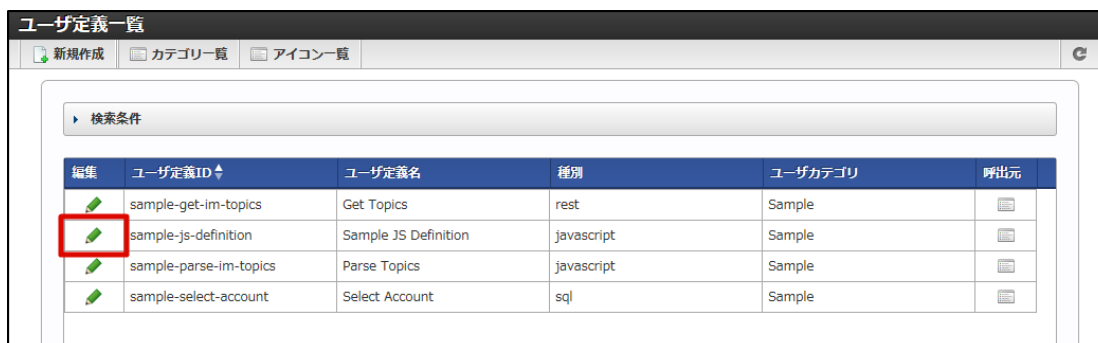 ユーザ定義一覧
新規作成 カテゴリ一覧 アイコン一覧
検索条件
編集 ユーザ定義ID ユーザ定義名 種別 ユーザカテゴリ 呼出元
sample-get-im-topics Get Topics rest Sample
sample-js-definition Sample JS Definition javascript Sample
sample-parse-im-topics Parse Topics javascript Sample
sample-select-account Select Account sql Sample